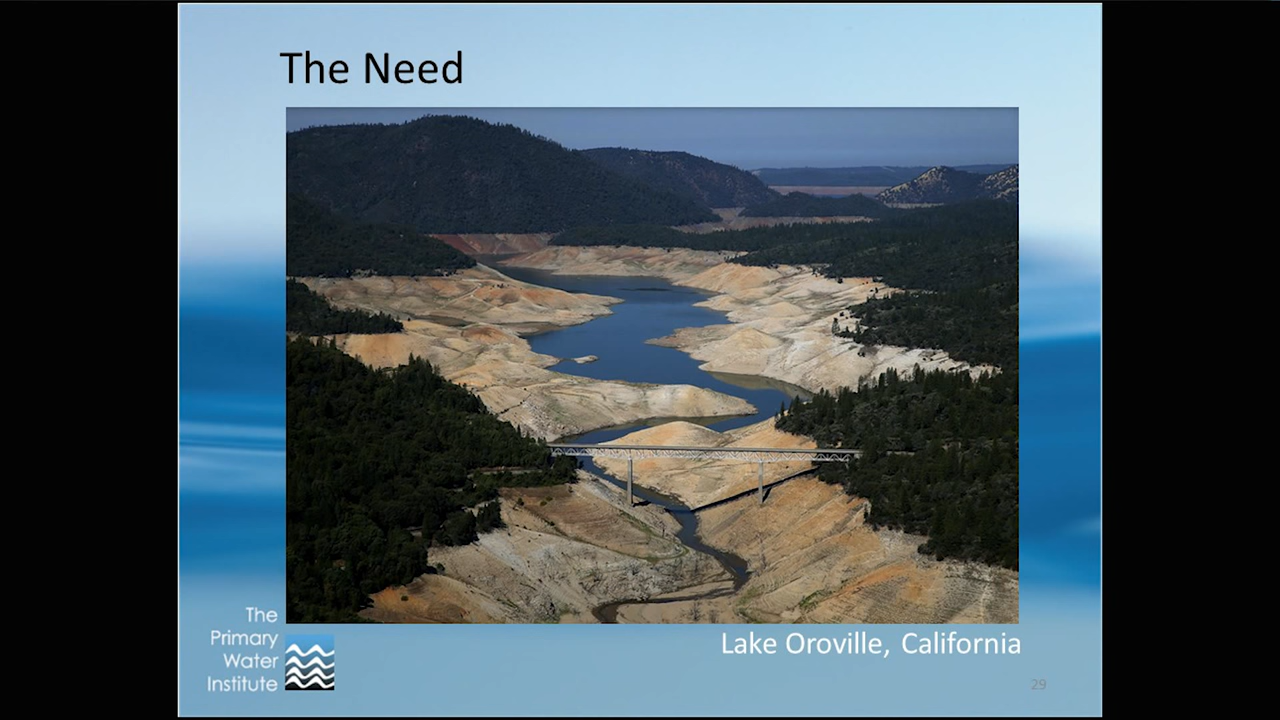 The Need
Lake Oroville, California
The
Primary
Water
Institute
29